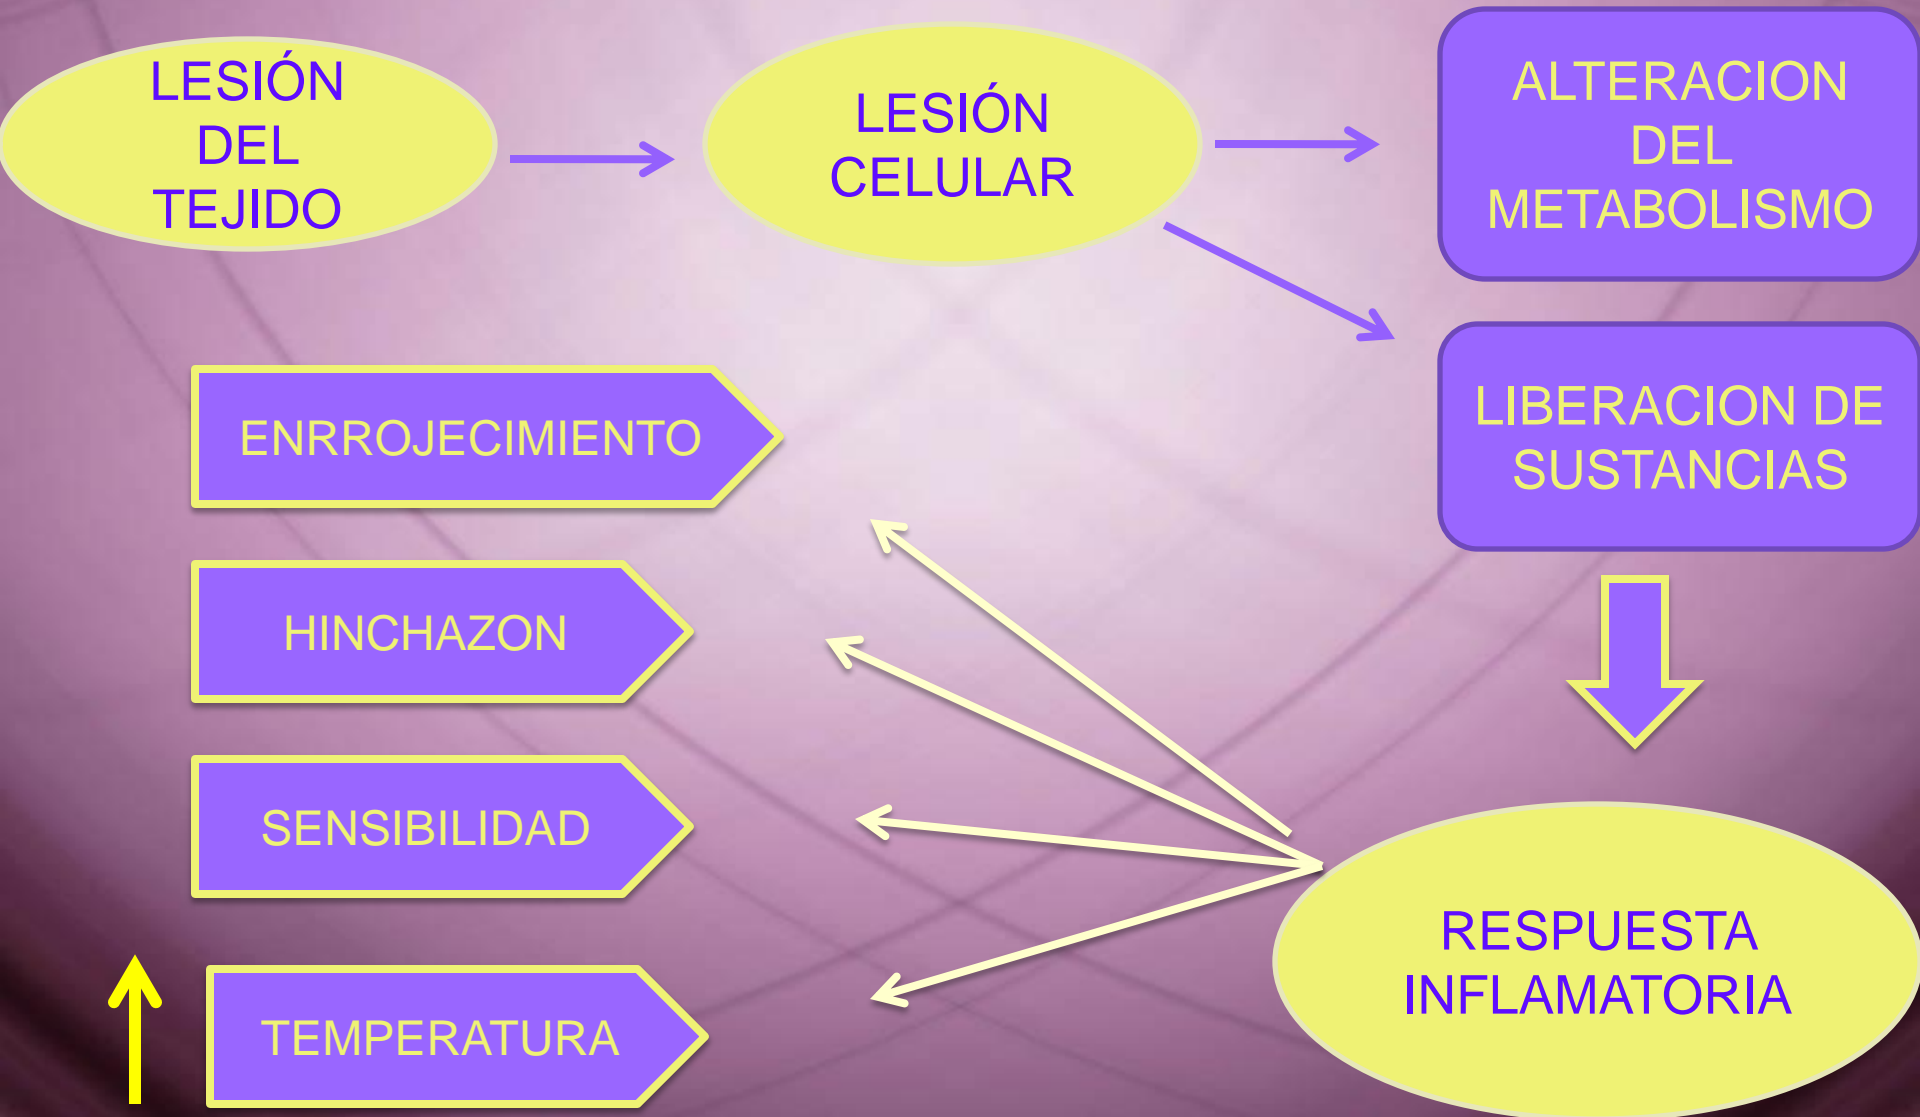 LESIÓN
DEL
TEJIDO
LESIÓN
CELULAR
ALTERACION
DEL
METABOLISMO
LIBERACION DE
SUSTANCIAS
ENRROJECIMIENTO
HINCHAZON
SENSIBILIDAD
TEMPERATURA
RESPUESTA
INFLAMATORIA